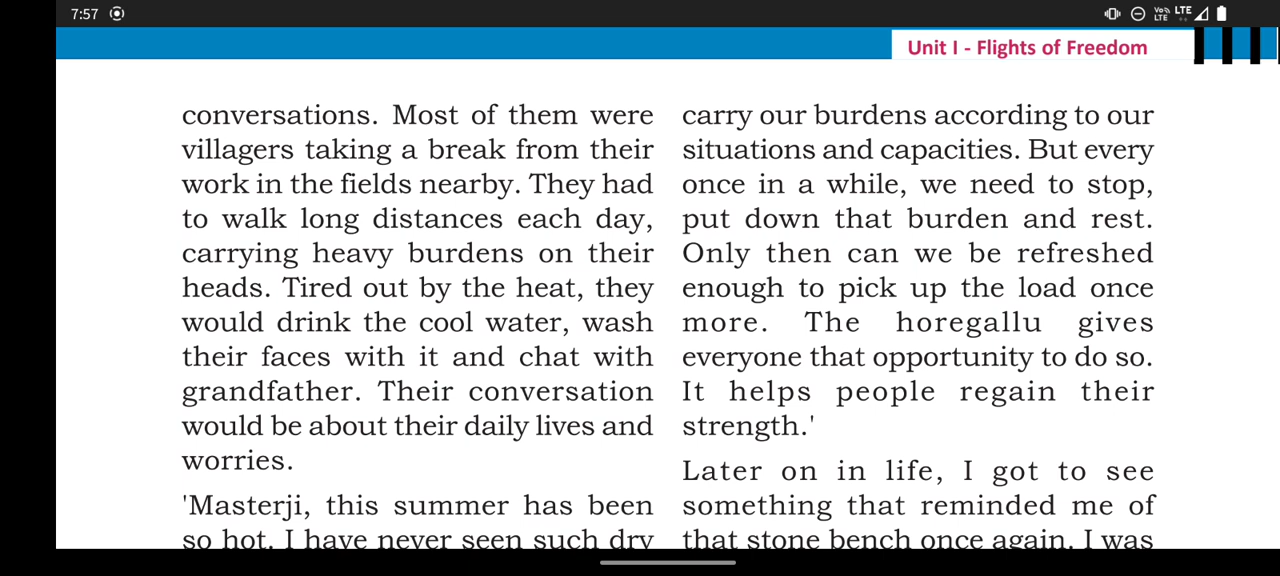 7:57
Vo LTE LTE
Unit I - Flights of Freedom
conversations. Most of them were
villagers taking a break from their
work in the fields nearby. They had
to walk long distances each day,
carrying heavy burdens on their
heads. Tired out by the heat, they
would drink the cool water, wash
their faces with it and chat with
grandfather. Their conversation
would be about their daily lives and
worries.
'Masterji, this summer has been
so hot. I have never seen such dry
carry our burdens according to our
situations and capacities. But every
once in a while, we need to stop,
put down that burden and rest.
Only then can we be refreshed
enough to pick up the load once
more. The horegallu gives
everyone that opportunity to do so.
It helps people regain their
strength.'
Later on in life, I got to see
something that reminded me of
that stone bench once again. I was